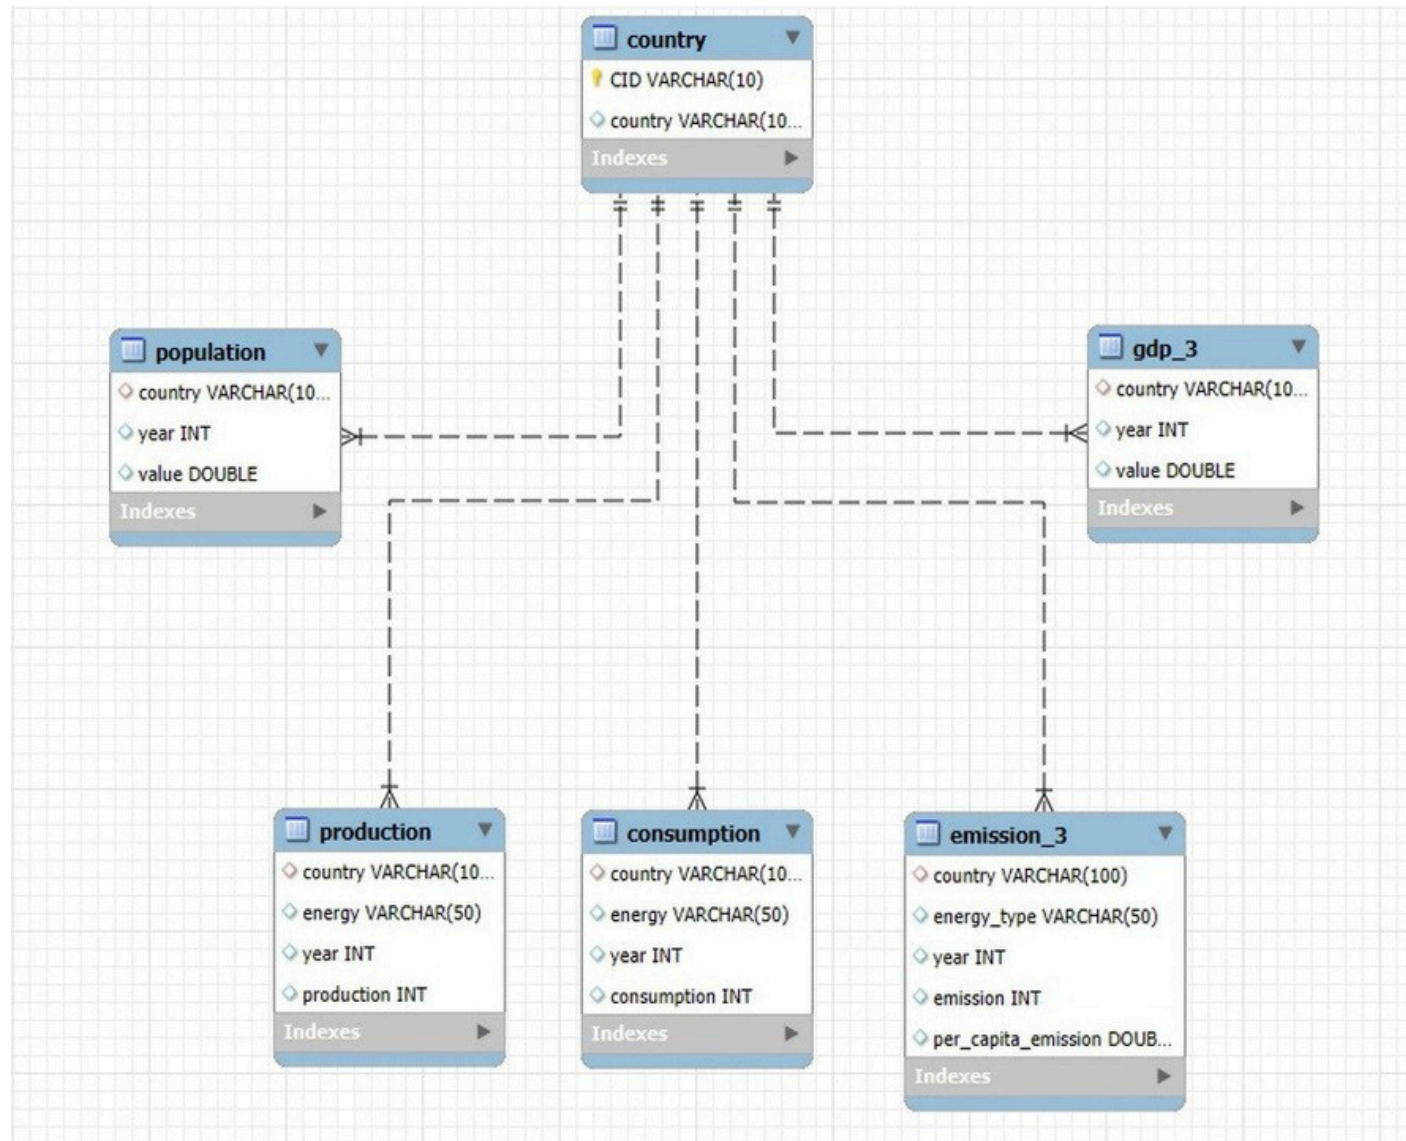 country
CID VARCHAR(10)
country VARCHAR(10...
Indexes
population
country VARCHAR(10...
year INT
value DOUBLE
Indexes
gdp_3
country VARCHAR(10...
year INT
value DOUBLE
Indexes
production
country VARCHAR(10...
energy VARCHAR(50)
year INT
production INT
Indexes
consumption
country VARCHAR(10...
energy VARCHAR(50)
year INT
consumption INT
Indexes
emission_3
country VARCHAR(100)
energy_type VARCHAR(50)
year INT
emission INT
per_capita_emission DOUB...
Indexes